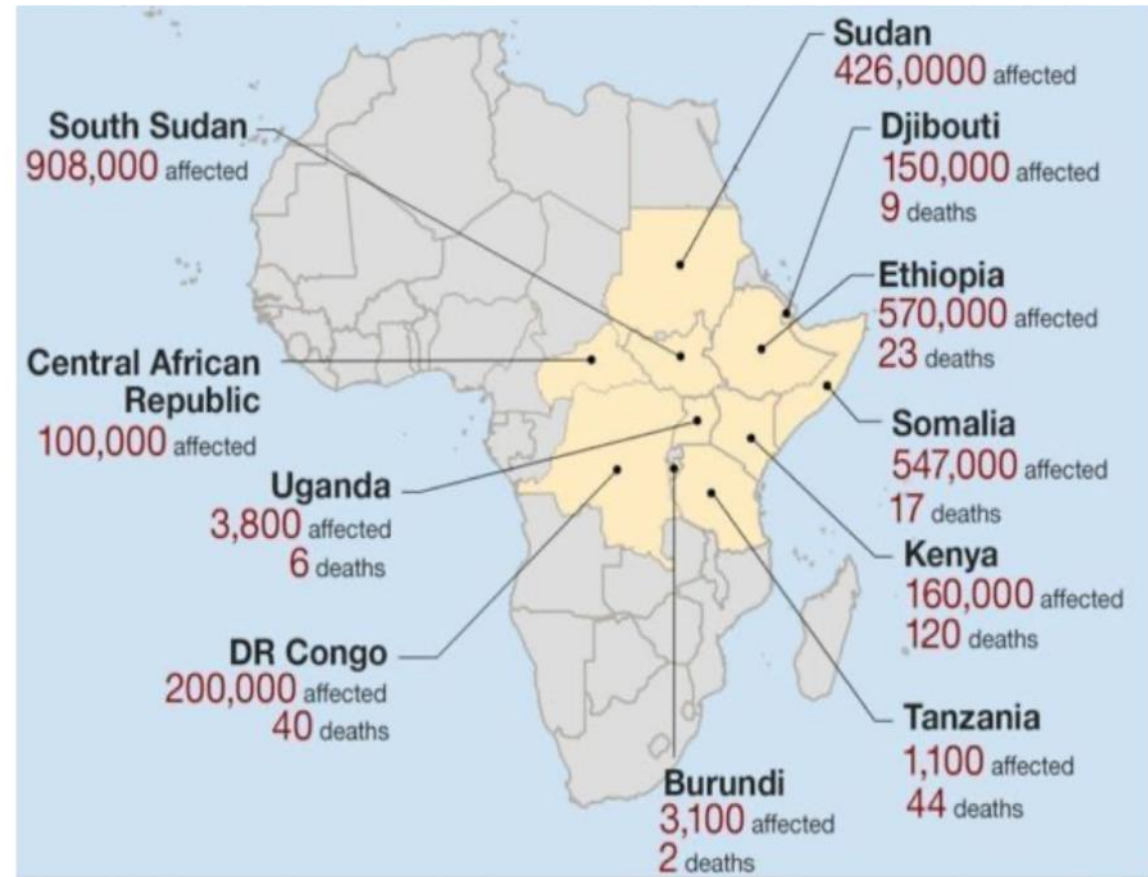 Sudan
426,0000 affected
South Sudan
908,000 affected
Djibouti
150,000 affected
9 deaths
Ethiopia
570,000 affected
23 deaths
Central African
Republic
100,000 affected
Somalia
547,000 affected
17 deaths
Uganda
3,800 affected
6 deaths
Kenya
160,000 affected
120 deaths
DR Congo
200,000 affected
40 deaths
Tanzania
1,100 affected
44 deaths
Burundi
3,100 affected
2 deaths